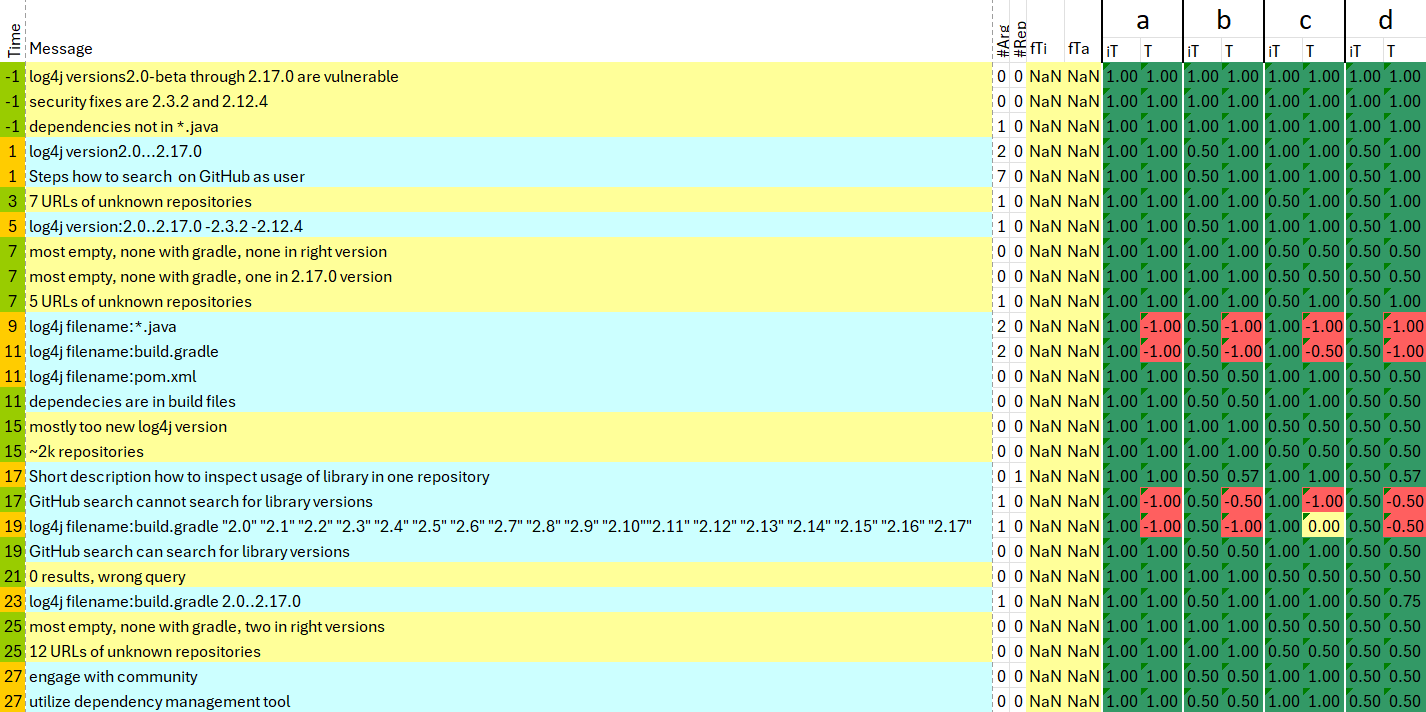 a b c d
Time Message #Arg #Rep fTi fTa iT T iT T iT T iT T
-1 log4j versions2.0-beta through 2.17.0 are vulnerable 0 0 NaN NaN 1.00 1.00 1.00 1.00 1.00 1.00 1.00 1.00
-1 security fixes are 2.3.2 and 2.12.4 0 0 NaN NaN 1.00 1.00 1.00 1.00 1.00 1.00 1.00 1.00
-1 dependencies not in *.java 1 0 NaN NaN 1.00 1.00 1.00 1.00 1.00 1.00 1.00 1.00
1 log4j version2.0...2.17.0 2 0 NaN NaN 1.00 1.00 0.50 1.00 1.00 1.00 0.50 1.00
1 Steps how to search on GitHub as user 7 0 NaN NaN 1.00 1.00 0.50 1.00 1.00 1.00 0.50 1.00
3 7 URLs of unknown repositories 1 0 NaN NaN 1.00 1.00 1.00 1.00 0.50 1.00 0.50 1.00
5 log4j version:2.0..2.17.0 -2.3.2 -2.12.4 1 0 NaN NaN 1.00 1.00 0.50 1.00 1.00 1.00 0.50 1.00
7 most empty, none with gradle, none in right version 0 0 NaN NaN 1.00 1.00 1.00 1.00 0.50 0.50 0.50 0.50
7 most empty, none with gradle, one in 2.17.0 version 0 0 NaN NaN 1.00 1.00 1.00 1.00 0.50 0.50 0.50 0.50
7 5 URLs of unknown repositories 1 0 NaN NaN 1.00 1.00 1.00 1.00 0.50 1.00 0.50 1.00
9 log4j filename:*.java 2 0 NaN NaN 1.00 -1.00 0.50 -1.00 1.00 -1.00 0.50 -1.00
11 log4j filename:build.gradle 2 0 NaN NaN 1.00 -1.00 0.50 -1.00 1.00 -0.50 0.50 -1.00
11 log4j filename:pom.xml 0 0 NaN NaN 1.00 1.00 0.50 0.50 1.00 1.00 0.50 0.50
11 dependecies are in build files 0 0 NaN NaN 1.00 1.00 0.50 0.50 1.00 1.00 0.50 0.50
15 mostly too new log4j version 0 0 NaN NaN 1.00 1.00 1.00 1.00 0.50 0.50 0.50 0.50
15 ~2k repositories 0 0 NaN NaN 1.00 1.00 1.00 1.00 0.50 0.50 0.50 0.50
17 Short description how to inspect usage of library in one repository 0 1 NaN NaN 1.00 1.00 0.50 0.57 1.00 1.00 0.50 0.57
17 GitHub search cannot search for library versions 1 0 NaN NaN 1.00 -1.00 0.50 -0.50 1.00 -1.00 0.50 -0.50
19 log4j filename:build.gradle "2.0" "2.1" "2.2" "2.3" "2.4" "2.5" "2.6" "2.7" "2.8" "2.9" "2.10""2.11" "2.12" "2.13" "2.14" "2.15" "2.16" "2.17" 1 0 NaN NaN 1.00 -1.00 0.50 -1.00 1.00 0.00 0.50 -0.50
19 GitHub search can search for library versions 0 0 NaN NaN 1.00 1.00 0.50 0.50 1.00 1.00 0.50 0.50
21 0 results, wrong query 0 0 NaN NaN 1.00 1.00 1.00 1.00 0.50 0.50 0.50 0.50
23 log4j filename:build.gradle 2.0..2.17.0 1 0 NaN NaN 1.00 1.00 0.50 1.00 1.00 1.00 0.50 0.75
25 most empty, none with gradle, two in right versions 0 0 NaN NaN 1.00 1.00 1.00 1.00 0.50 0.50 0.50 0.50
25 12 URLs of unknown repositories 0 0 NaN NaN 1.00 1.00 1.00 1.00 0.50 0.50 0.50 0.50
27 engage with community 0 0 NaN NaN 1.00 1.00 0.50 0.50 1.00 1.00 0.50 0.50
27 utilize dependency management tool 0 0 NaN NaN 1.00 1.00 0.50 0.50 1.00 1.00 0.50 0.50